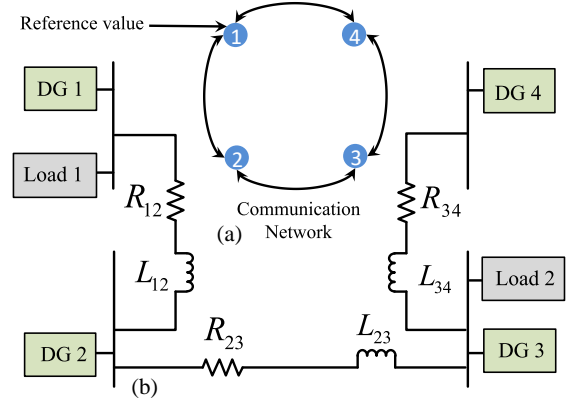 Reference value
1
4
2
3
Communication
Network
(a)
DG 1
Load 1
R12
L12
DG 2
(b)
R23
L23
DG 4
R34
L34
Load 2
DG 3